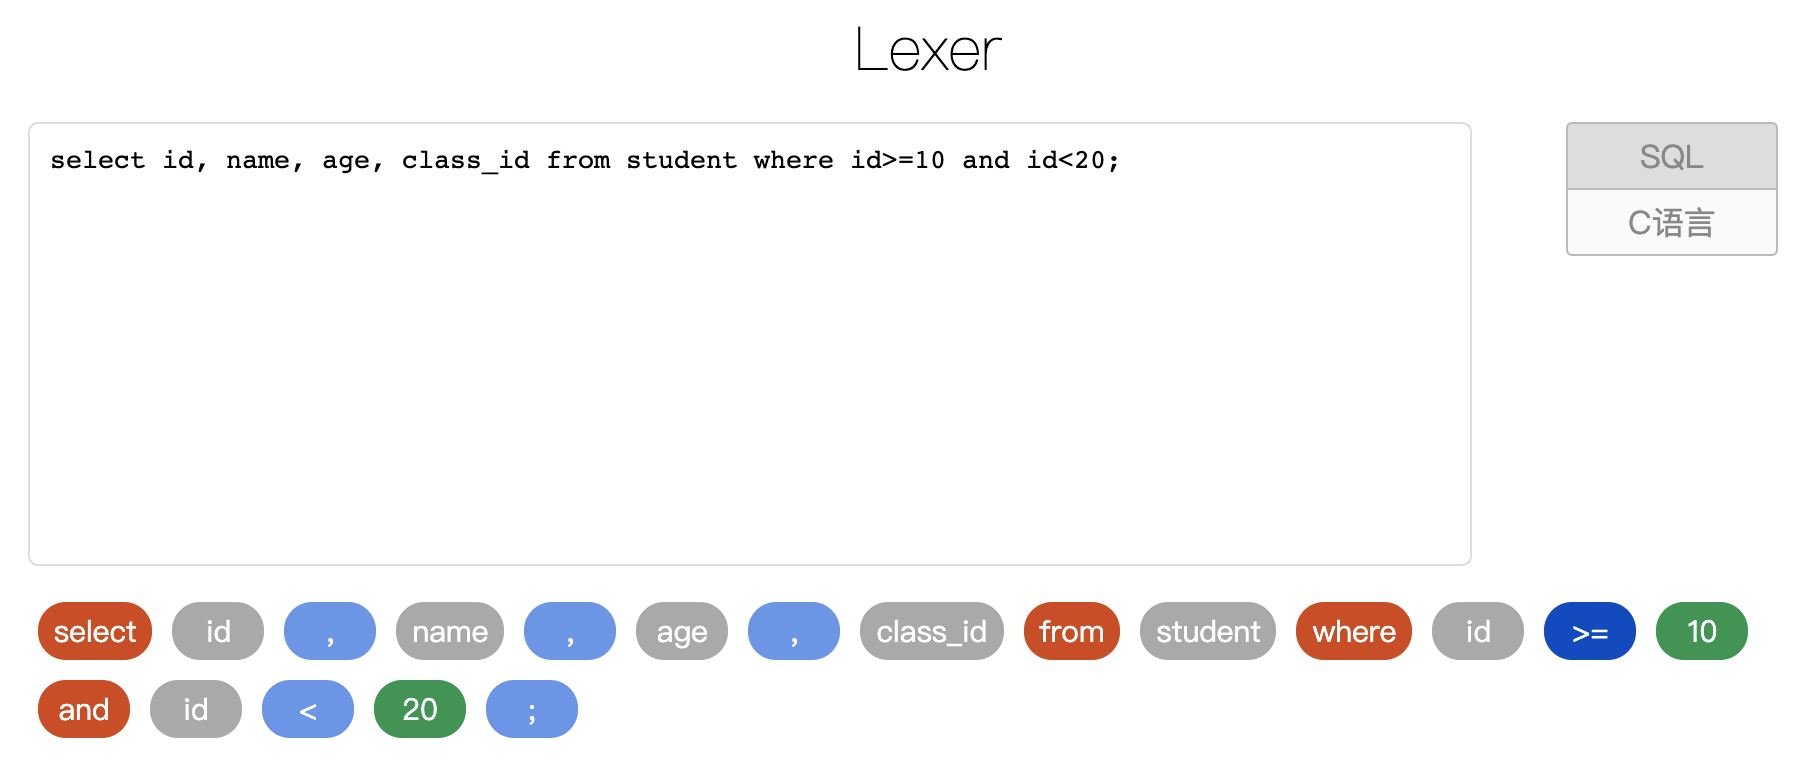 Lexer
select id, name, age, class_id from student where id>=10 and id<20;
SQL
C语言
select id , name , age , class_id from student where id >= 10
and id < 20 ;